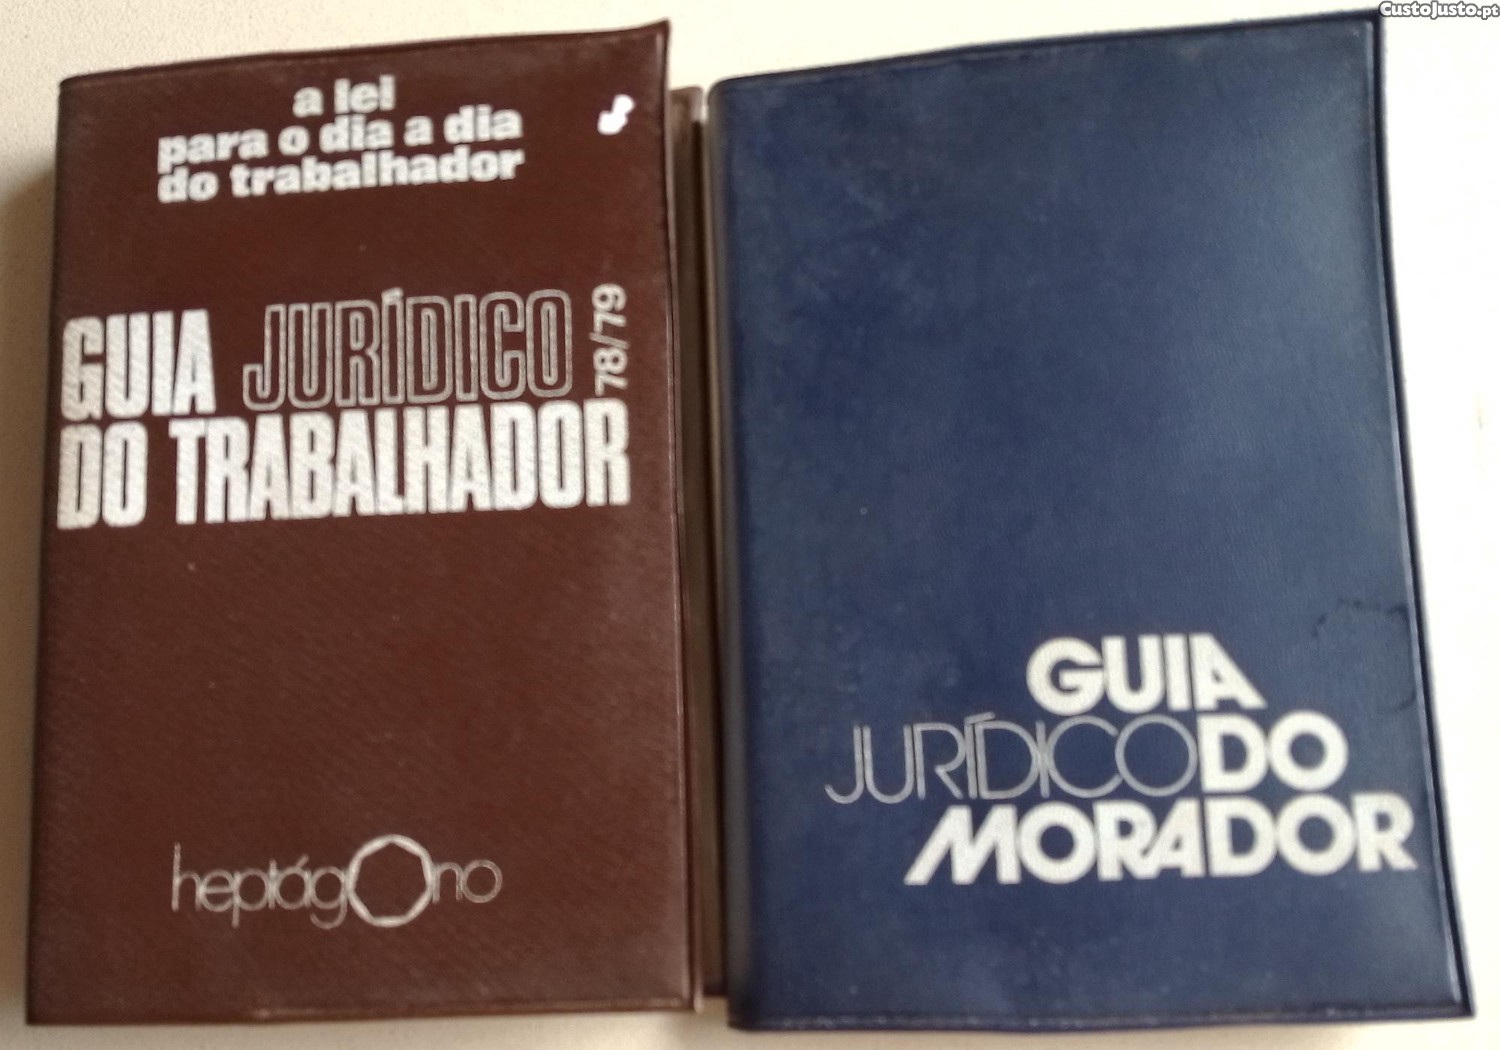 CustoJusto.pt
a lei
para o dia a dia
do trabalhador
GUIA JURÍDICO 78/79
DO TRABALHADOR
heptágono
GUIA
JURÍDICO DO
MORADOR